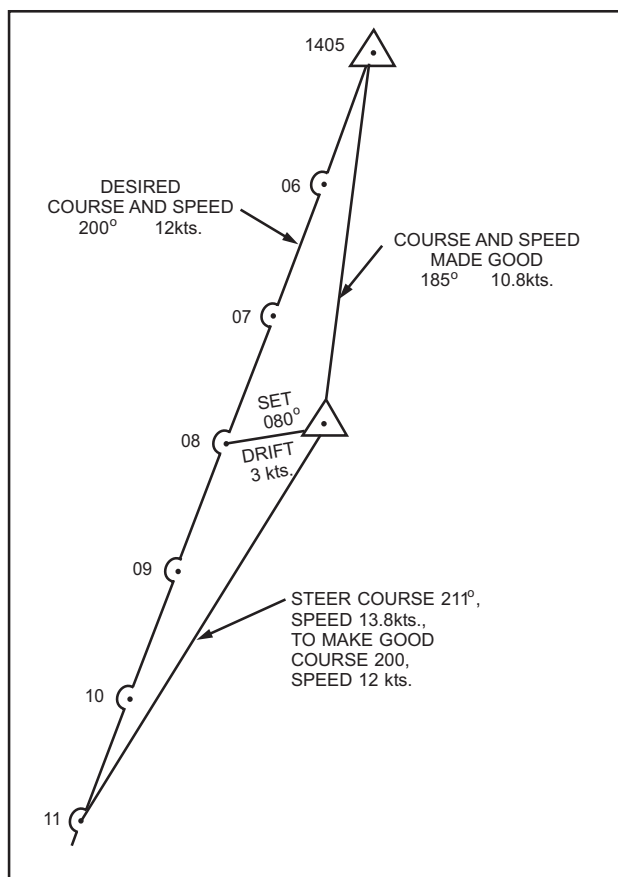 1405
06
DESIRED
COURSE AND SPEED
200° 12kts.
COURSE AND SPEED
MADE GOOD
185° 10.8kts.
07
SET
080°
08
DRIFT
3 kts.
09
STEER COURSE 211°,
SPEED 13.8kts.,
TO MAKE GOOD
COURSE 200,
SPEED 12 kts.
10
11